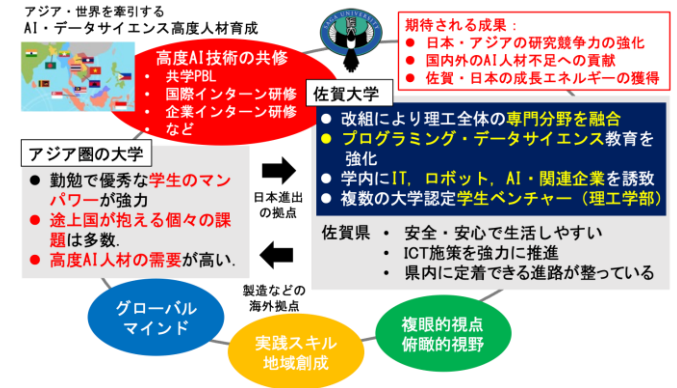 アジア・世界を牽引する
AI・データサイエンス高度人材育成
SAGA UNIVERSITY
期待される成果:
● 日本・アジアの研究競争力の強化
● 国内外のAI人材不足への貢献
● 佐賀・日本の成長エネルギーの獲得
高度AI技術の共修
• 共学PBL
• 国際インターン研修
• 企業インターン研修
• など
佐賀大学
● 改組により理工全体の専門分野を融合
● プログラミング・データサイエンス教育を
強化
● 学内にIT, ロボット, AI・関連企業を誘致
● 複数の大学認定学生ベンチャー(理工学部)
アジア圏の大学
● 勤勉で優秀な学生のマン
パワーが強力
● 途上国が抱える個々の課
題は多数.
● 高度AI人材の需要が高い.
日本進出
の拠点
製造などの
海外拠点
佐賀県 • 安全・安心で生活しやすい
• ICT施策を強力に推進
• 県内に定着できる進路が整っている
グローバル
マインド
実践スキル
地域創成
複眼的視点
俯瞰的視野